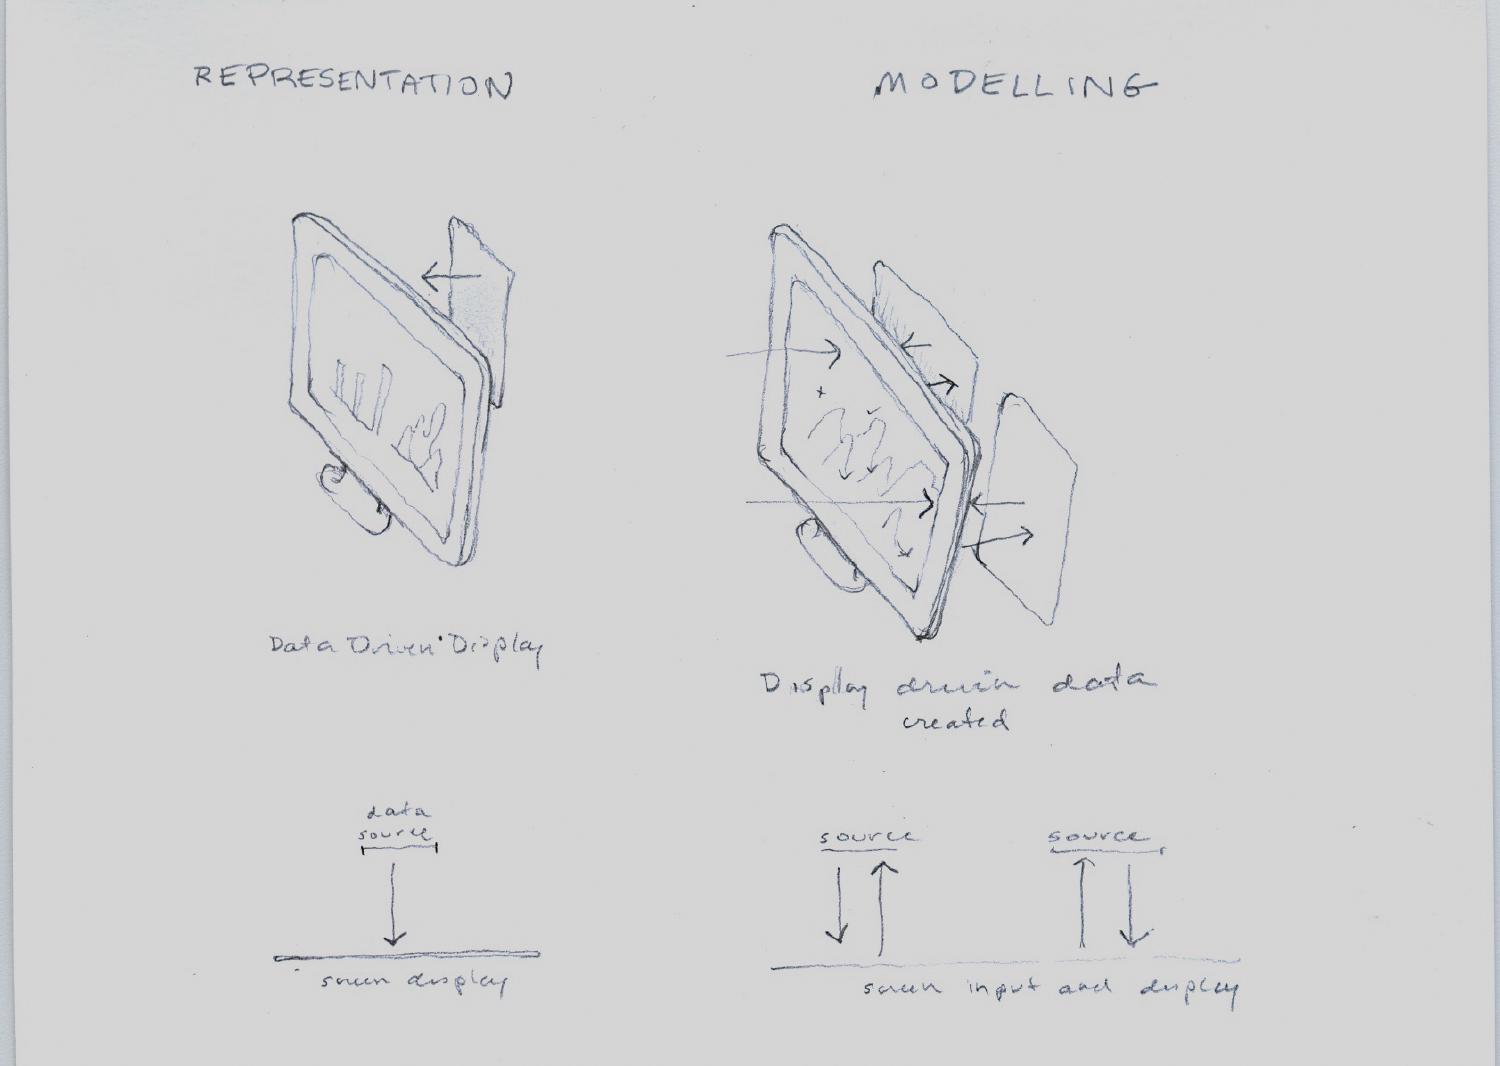 REPRESENTATION
MODELLING
Data Driven Display
Display driven data
created
data
source
screen display
source
source
screen input and display